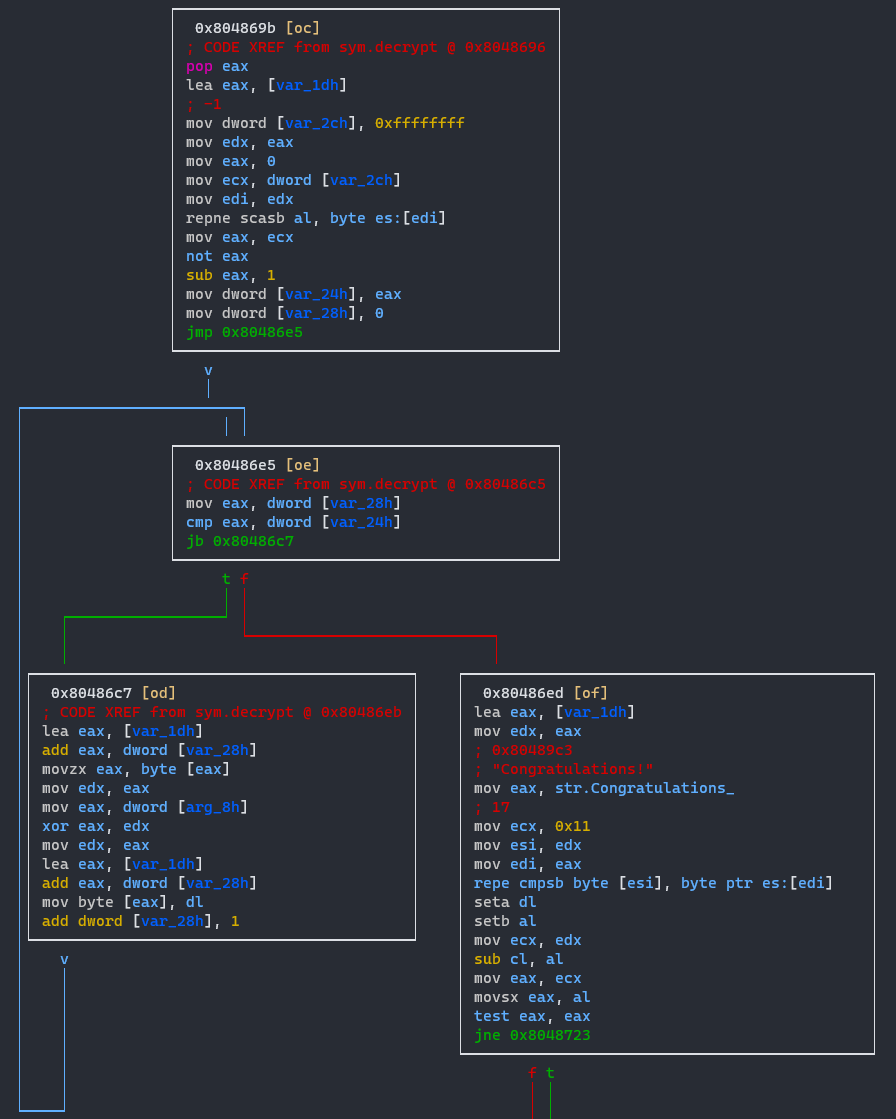 0x804869b [oc]
; CODE XREF from sym.decrypt @ 0x8048696
pop eax
lea eax, [var_1dh]
; -1
mov dword [var_2ch], 0xffffffff
mov edx, eax
mov eax, 0
mov ecx, dword [var_2ch]
mov edi, edx
repne scasb al, byte es:[edi]
mov eax, ecx
not eax
sub eax, 1
mov dword [var_24h], eax
mov dword [var_28h], 0
jmp 0x80486e5
v
0x80486e5 [oe]
; CODE XREF from sym.decrypt @ 0x80486c5
mov eax, dword [var_28h]
cmp eax, dword [var_24h]
jb 0x80486c7
t f
0x80486c7 [od]
; CODE XREF from sym.decrypt @ 0x80486eb
lea eax, [var_1dh]
add eax, dword [var_28h]
movzx eax, byte [eax]
mov edx, eax
mov eax, dword [arg_8h]
xor eax, edx
mov edx, eax
lea eax, [var_1dh]
add eax, dword [var_28h]
mov byte [eax], dl
add dword [var_28h], 1
v
0x80486ed [of]
lea eax, [var_1dh]
mov edx, eax
; 0x80489c3
; "Congratulations!"
mov eax, str.Congratulations_
; 17
mov ecx, 0x11
mov esi, edx
mov edi, eax
repe cmpsb byte [esi], byte ptr es:[edi]
seta dl
setb al
mov ecx, edx
sub cl, al
mov eax, ecx
movsx eax, al
test eax, eax
jne 0x8048723
f t